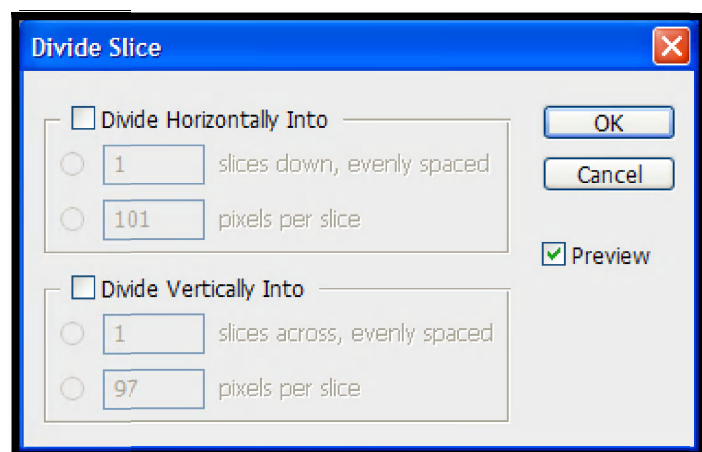 Divide Slice
Divide Horizontally Into
1 slices down, evenly spaced
101 pixels per slice
Divide Vertically Into
1 slices across, evenly spaced
97 pixels per slice
OK
Cancel
Preview